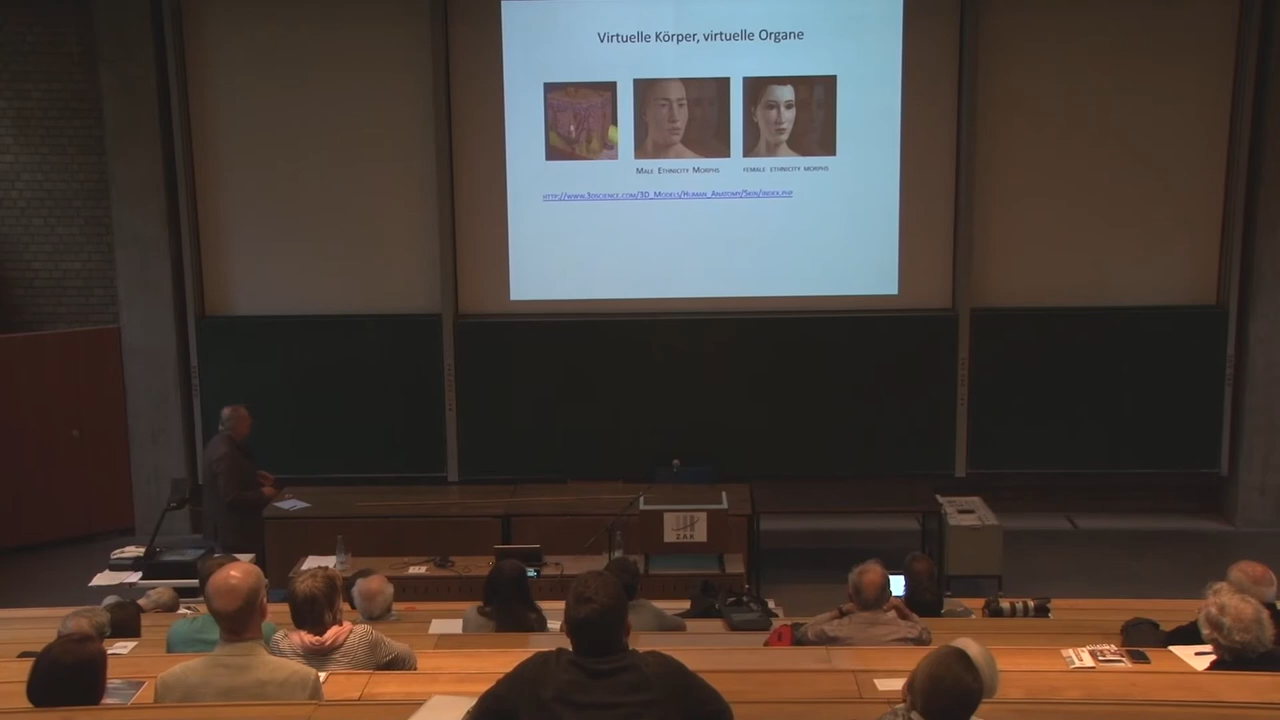 Virtuelle Körper, virtuelle Organe
Male Ethnicity Morphs
female ethnicity morphs
http://www.3dscience.com/3D_Models/Human_Anatomy/Skin/index.php
ZAK